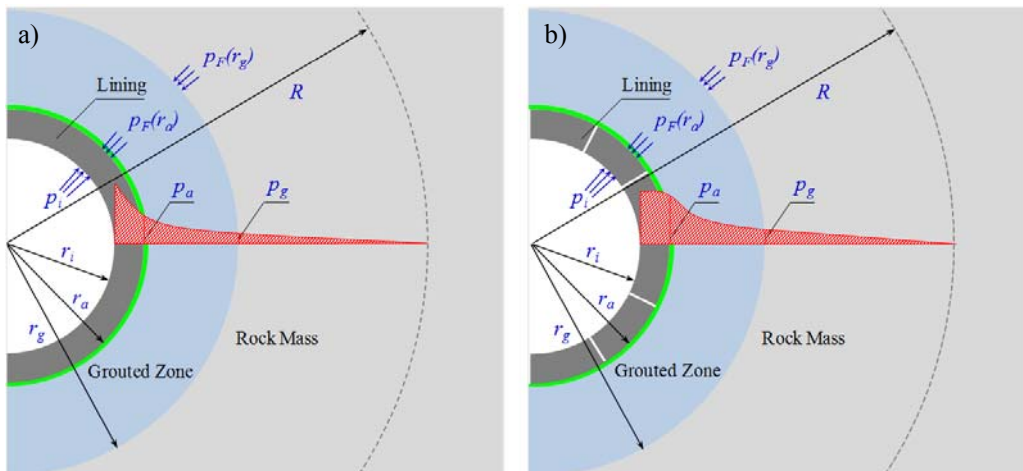 a)
p_F(r_g)
Lining
R
p_F(r_a)
p_i
p_a
p_g
r_i
r_a
r_g
Rock Mass
Grouted Zone
b)
p_F(r_g)
Lining
R
p_F(r_a)
p_i
p_a
p_g
r_i
r_a
r_g
Rock Mass
Grouted Zone